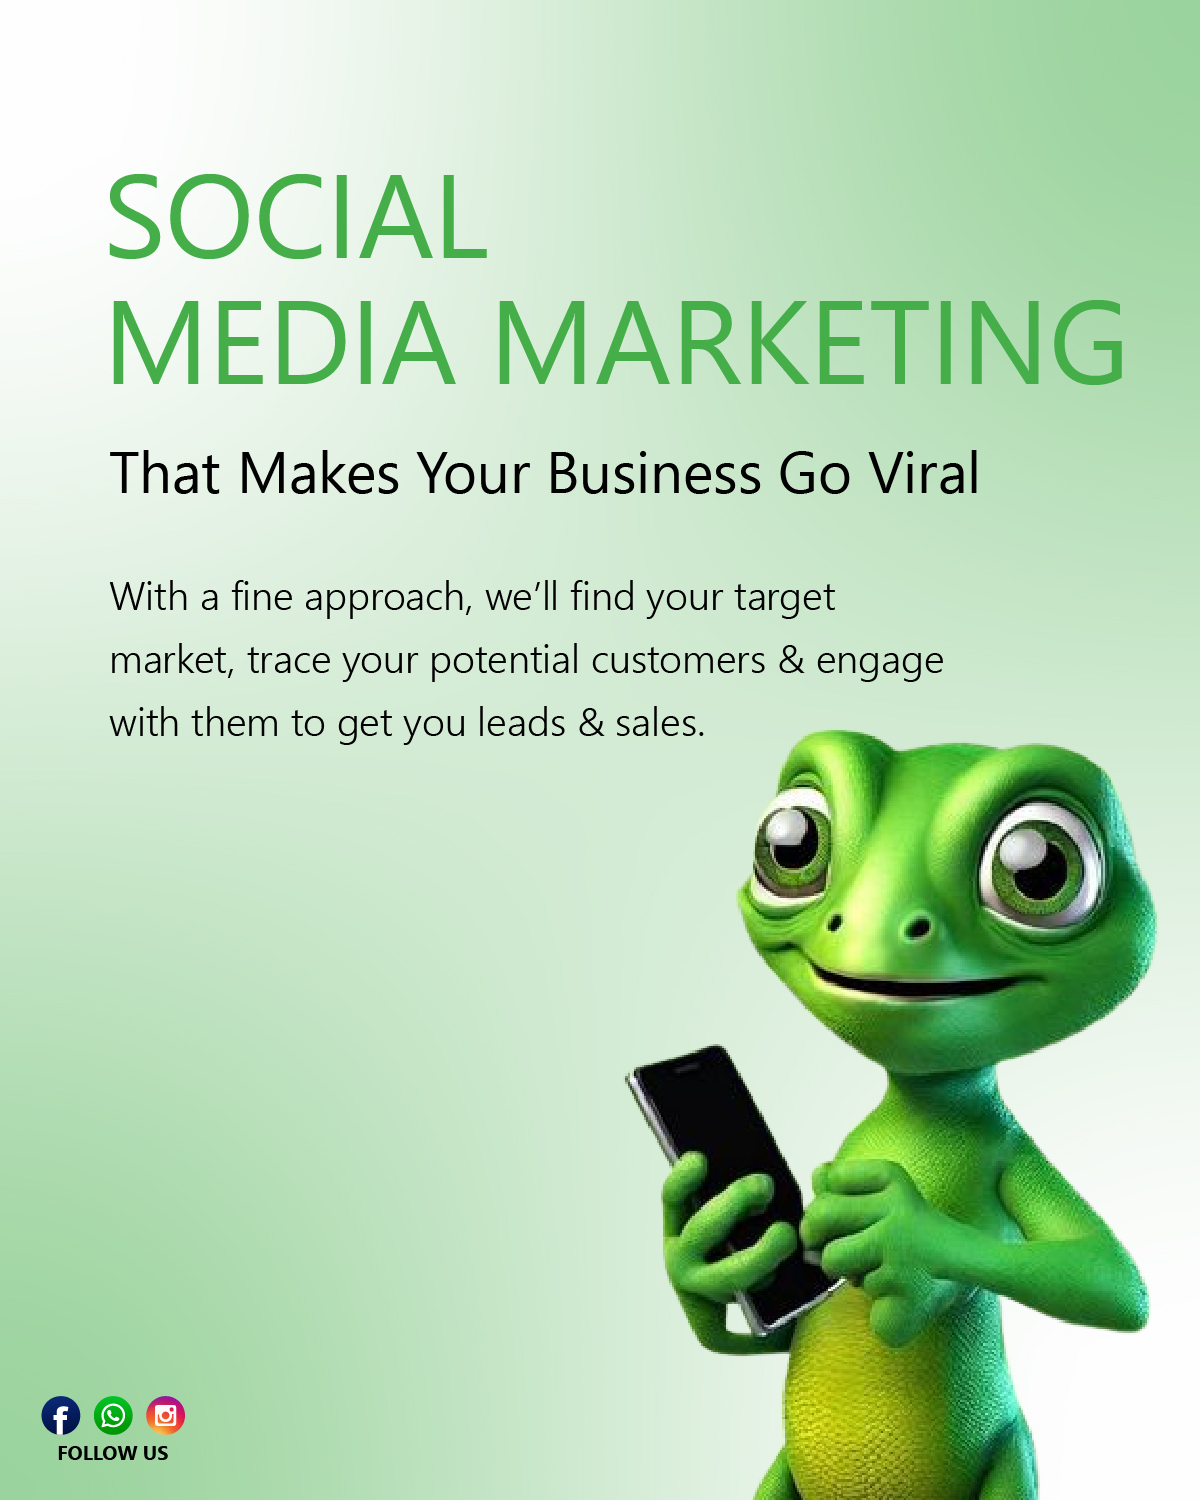 SOCIAL
MEDIA MARKETING
That Makes Your Business Go Viral
With a fine approach, we’ll find your target
market, trace your potential customers & engage
with them to get you leads & sales.
FOLLOW US